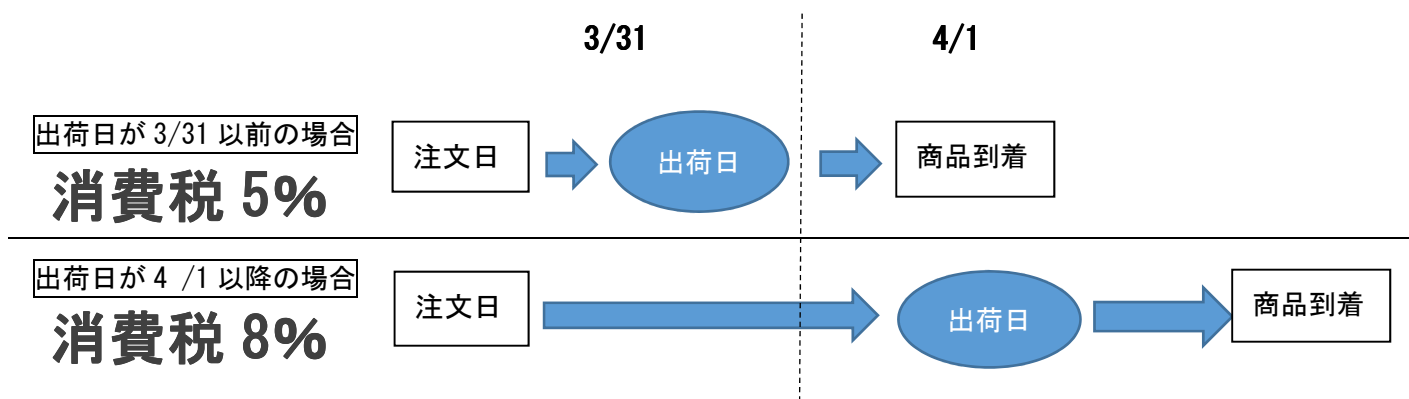 3/31
4/1
出荷日が 3/31 以前の場合
消費税 5%
注文日
出荷日
商品到着
出荷日が 4 /1 以降の場合
消費税 8%
注文日
出荷日
商品到着